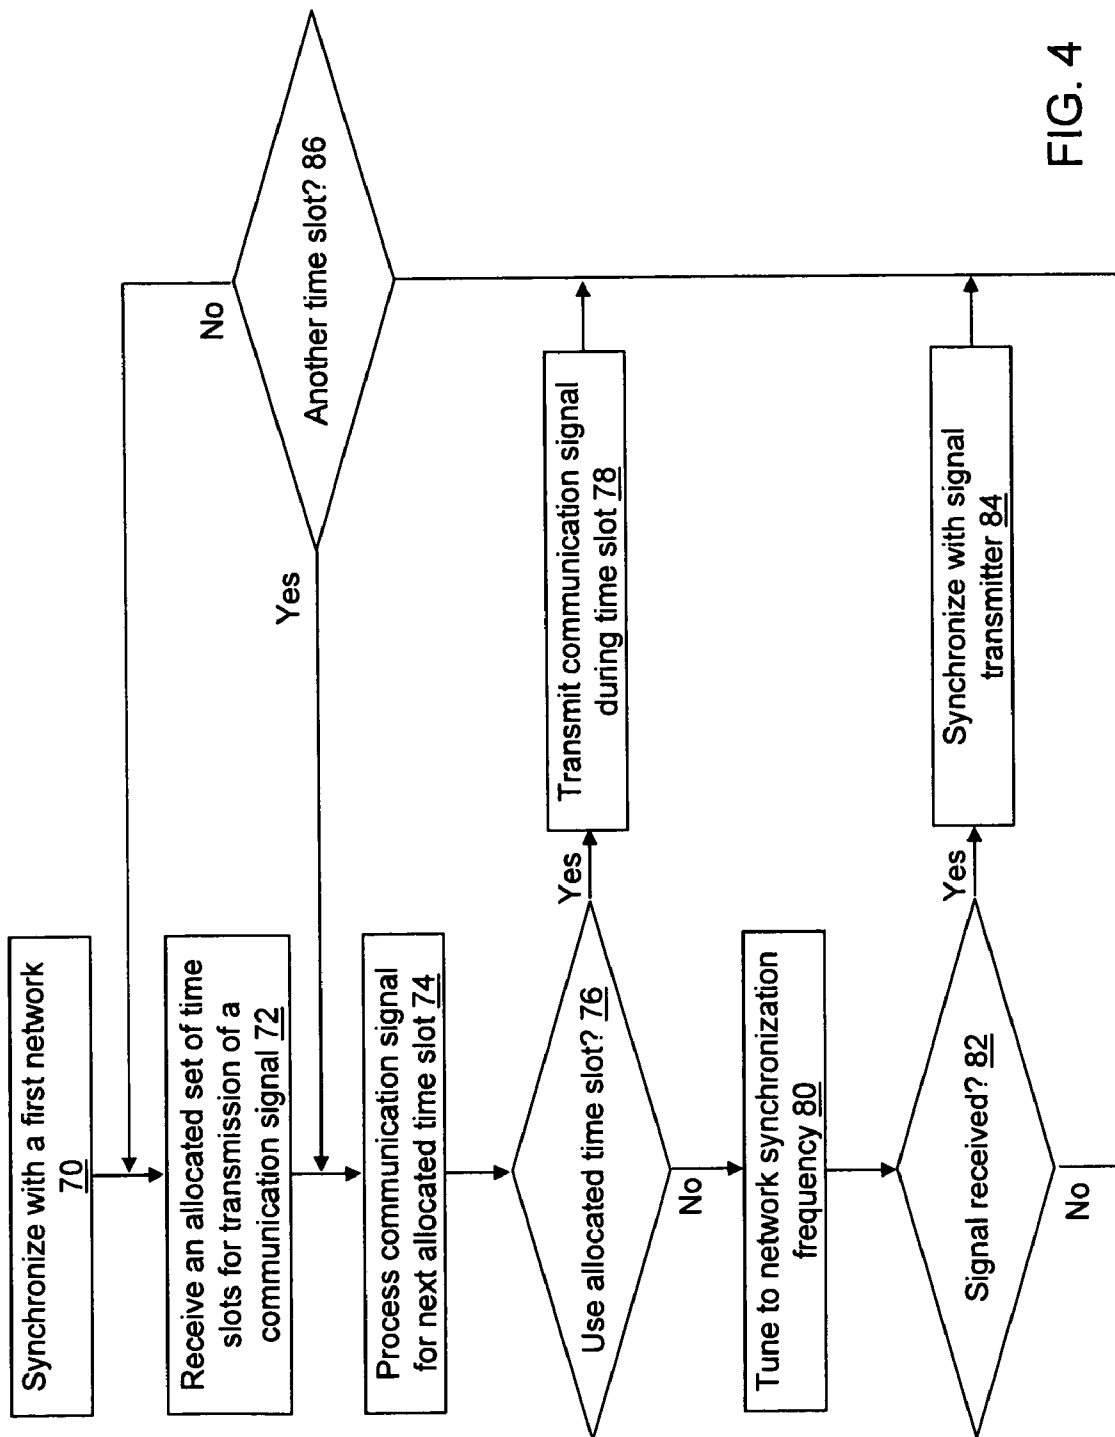 Synchronize with a first network
70
Receive an allocated set of time
slots for transmission of a
communication signal 72
Process communication signal
for next allocated time slot 74
Use allocated time slot? 76
Yes
No
Transmit communication signal
during time slot 78
Tune to network synchronization
frequency 80
Signal received? 82
Yes
No
Synchronize with signal
transmitter 84
Another time slot? 86
Yes
No
FIG. 4